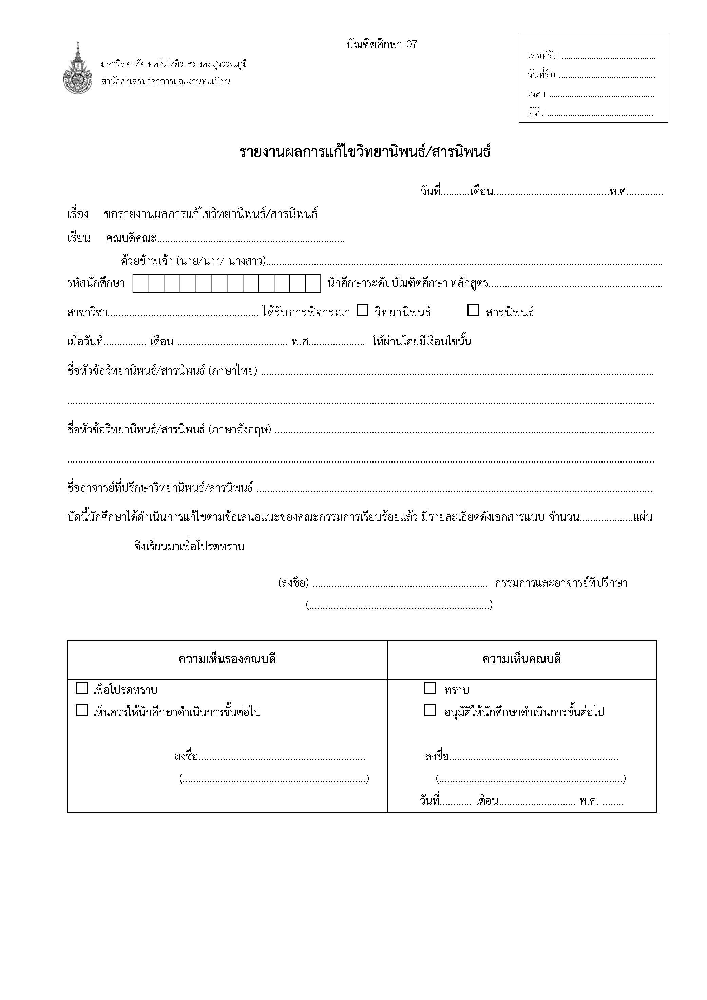 บัณฑิตศึกษา 07
มหาวิทยาลัยเทคโนโลยีราชมงคลสุวรรณภูมิ
สำนักส่งเสริมวิชาการและงานทะเบียน
เลขที่รับ ........................................
วันที่รับ ........................................
เวลา ............................................
ผู้รับ ............................................
รายงานผลการแก้ไขวิทยานิพนธ์/สารนิพนธ์
วันที่...........เดือน..........................................พ.ศ..............
เรื่อง ขอรายงานผลการแก้ไขวิทยานิพนธ์/สารนิพนธ์
เรียน คณบดีคณะ......................................................................
ด้วยข้าพเจ้า (นาย/นาง/ นางสาว)....................................................................................................
รหัสนักศึกษา นักศึกษาระดับบัณฑิตศึกษา หลักสูตร................................................................
สาขาวิชา........................................................ ได้รับการพิจารณา ☐ วิทยานิพนธ์ ☐ สารนิพนธ์
เมื่อวันที่................ เดือน ......................................... พ.ศ..................... ให้ผ่านโดยมีเงื่อนไขนั้น
ชื่อหัวข้อวิทยานิพนธ์/สารนิพนธ์ (ภาษาไทย) ....................................................................................................
....................................................................................................
ชื่อหัวข้อวิทยานิพนธ์/สารนิพนธ์ (ภาษาอังกฤษ) ....................................................................................................
....................................................................................................
ชื่ออาจารย์ที่ปรึกษาวิทยานิพนธ์/สารนิพนธ์ ....................................................................................................
บัดนี้นักศึกษาได้ดำเนินการแก้ไขตามข้อเสนอแนะของคณะกรรมการเรียบร้อยแล้ว มีรายละเอียดดังเอกสารแนบ จำนวน....................แผ่น
จึงเรียนมาเพื่อโปรดทราบ
(ลงชื่อ) ................................................................. กรรมการและอาจารย์ที่ปรึกษา
(...................................................................)
ความเห็นรองคณบดี
☐ เพื่อโปรดทราบ
☐ เห็นควรให้นักศึกษาดำเนินการขั้นต่อไป
ลงชื่อ..............................................................
(....................................................................)
ความเห็นคณบดี
☐ ทราบ
☐ อนุมัติให้นักศึกษาดำเนินการขั้นต่อไป
ลงชื่อ...............................................................
(....................................................................)
วันที่............ เดือน............................ พ.ศ. ........